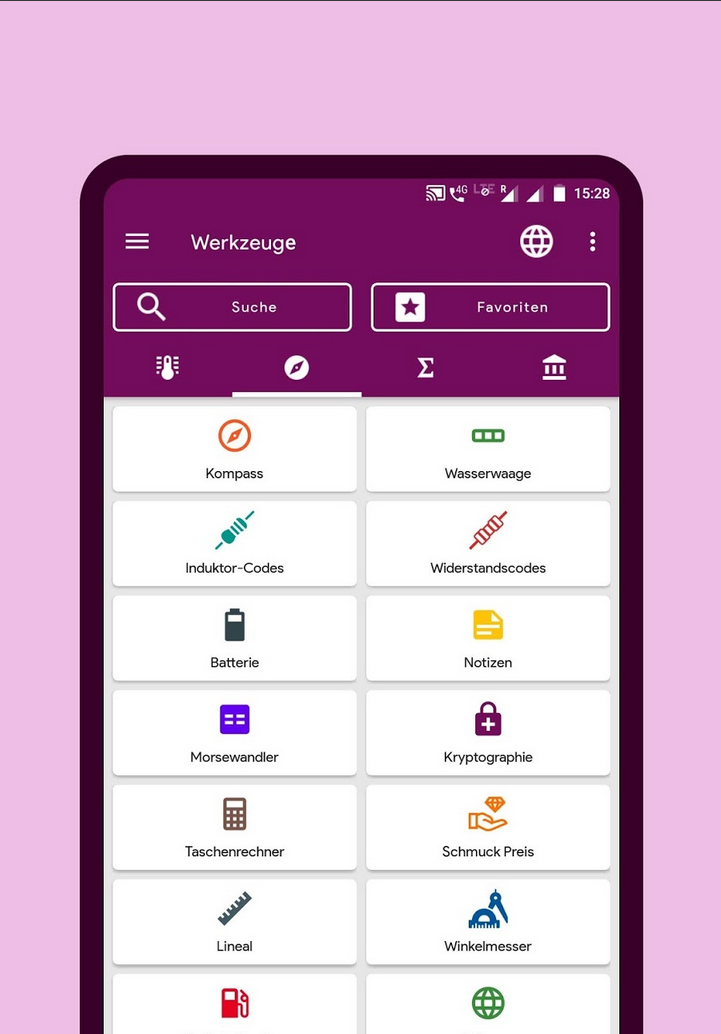 4G LTE R 15:28
Werkzeuge
Suche Favoriten
Σ
Kompass Wasserwaage
Induktor-Codes Widerstandscodes
Batterie Notizen
Morsewandler Kryptographie
Taschenrechner Schmuck Preis
Lineal Winkelmesser